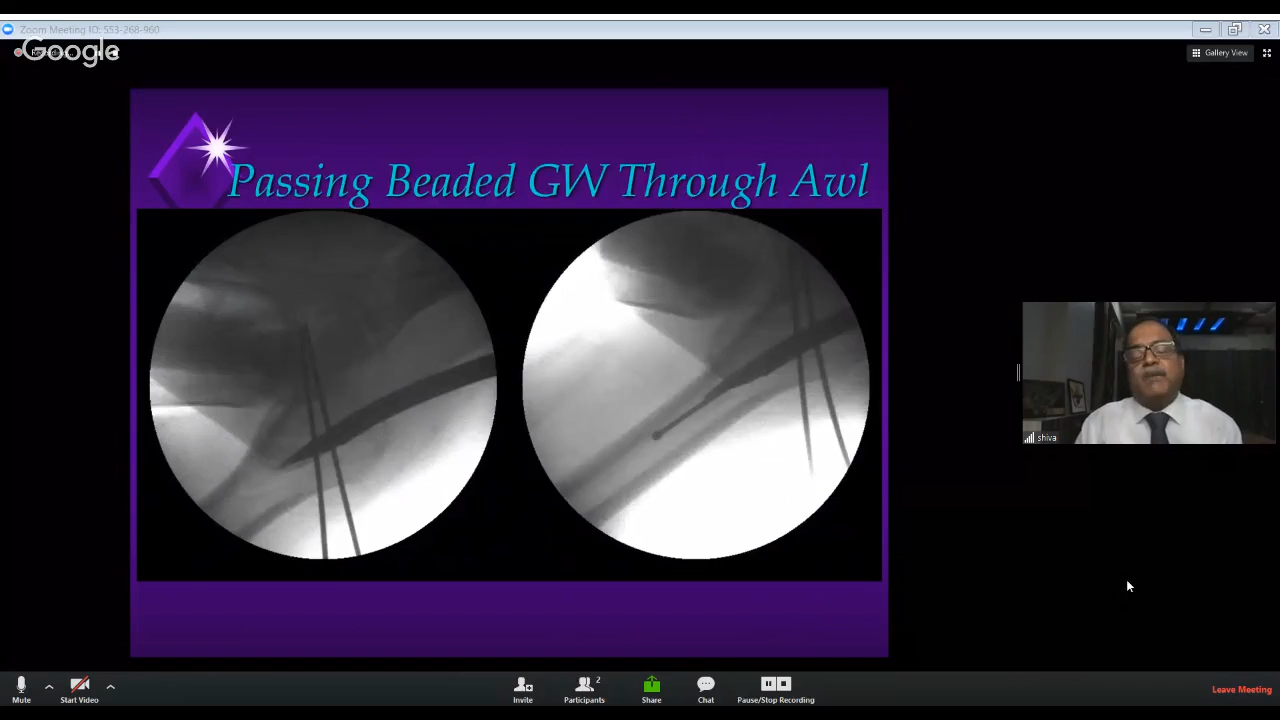 Zoom Meeting ID: 553-268-960
Google
Gallery View
Passing Beaded GW Through Awl
shiva
Mute
Start Video
Invite
Participants
2
Share
Chat
Pause/Stop Recording
Leave Meeting